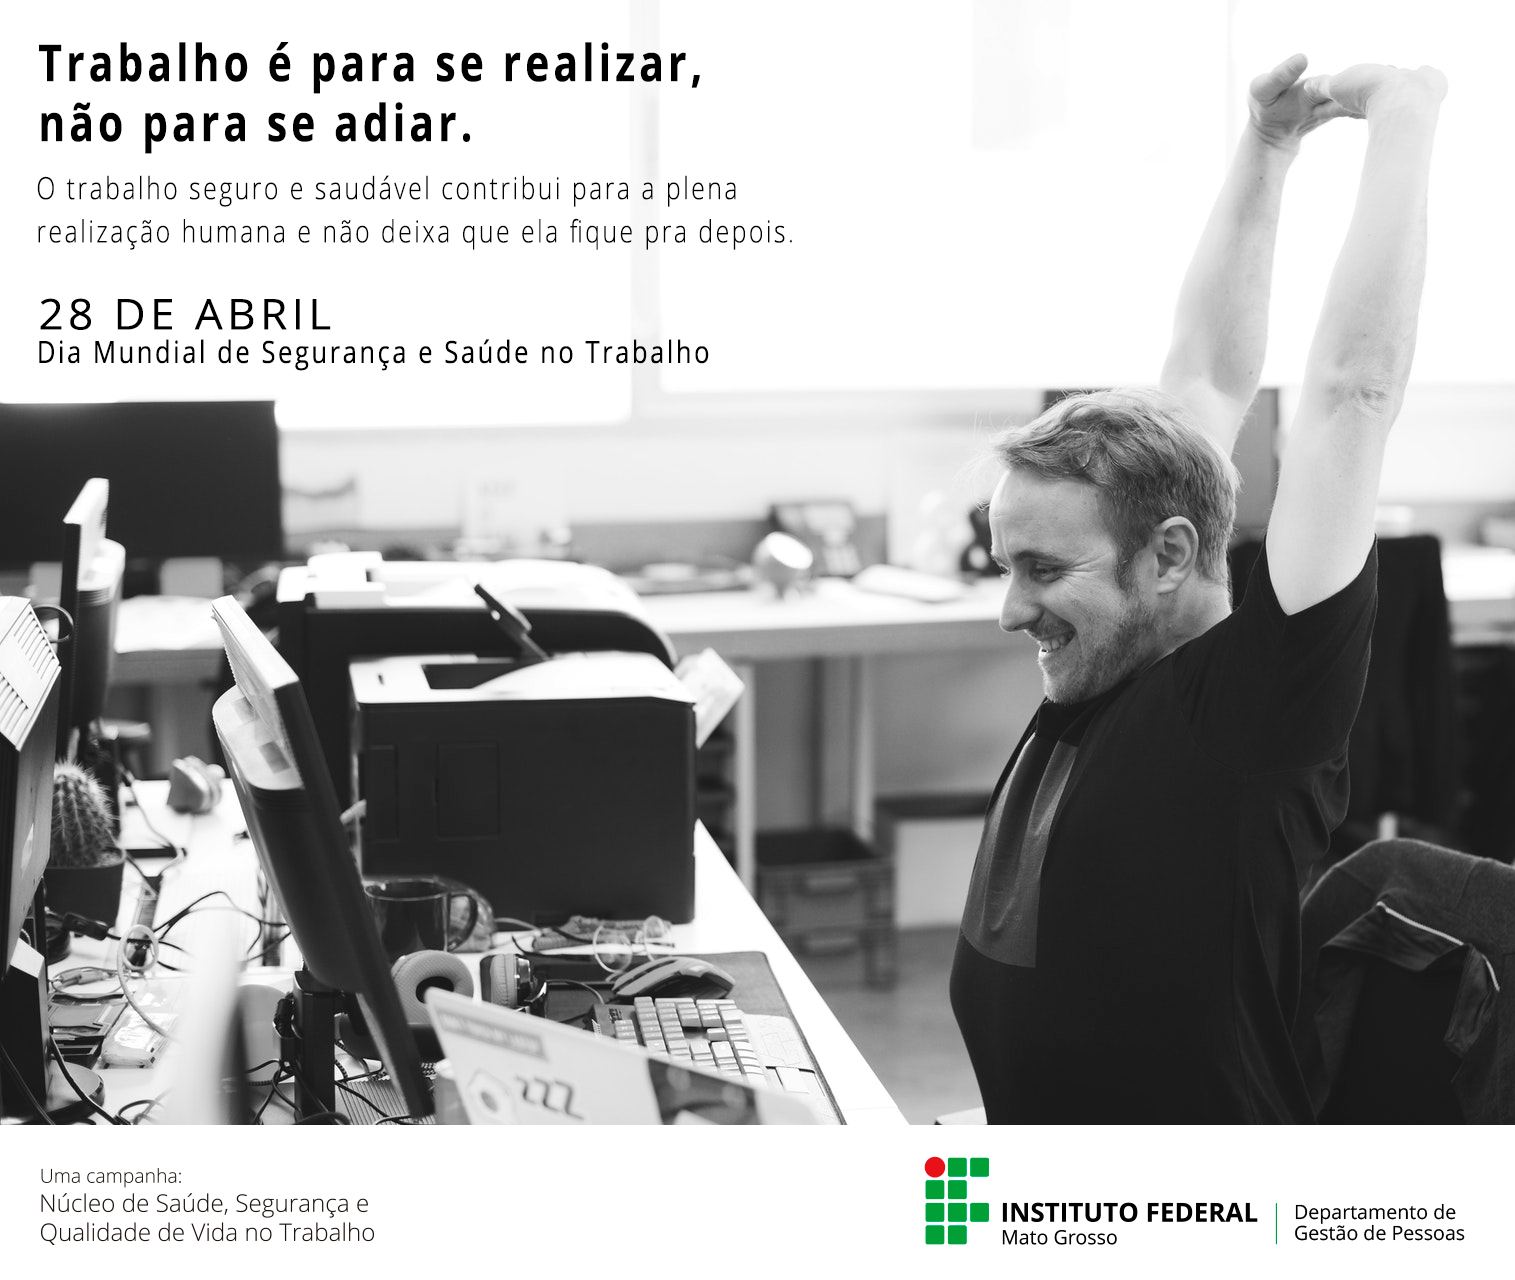 Trabalho é para se realizar,
não para se adiar.
O trabalho seguro e saudável contribui para a plena
realização humana e não deixa que ela fique pra depois.
28 DE ABRIL
Dia Mundial de Segurança e Saúde no Trabalho
zzz
Uma campanha:
Núcleo de Saúde, Segurança e
Qualidade de Vida no Trabalho
INSTITUTO FEDERAL
Mato Grosso
Departamento de
Gestão de Pessoas